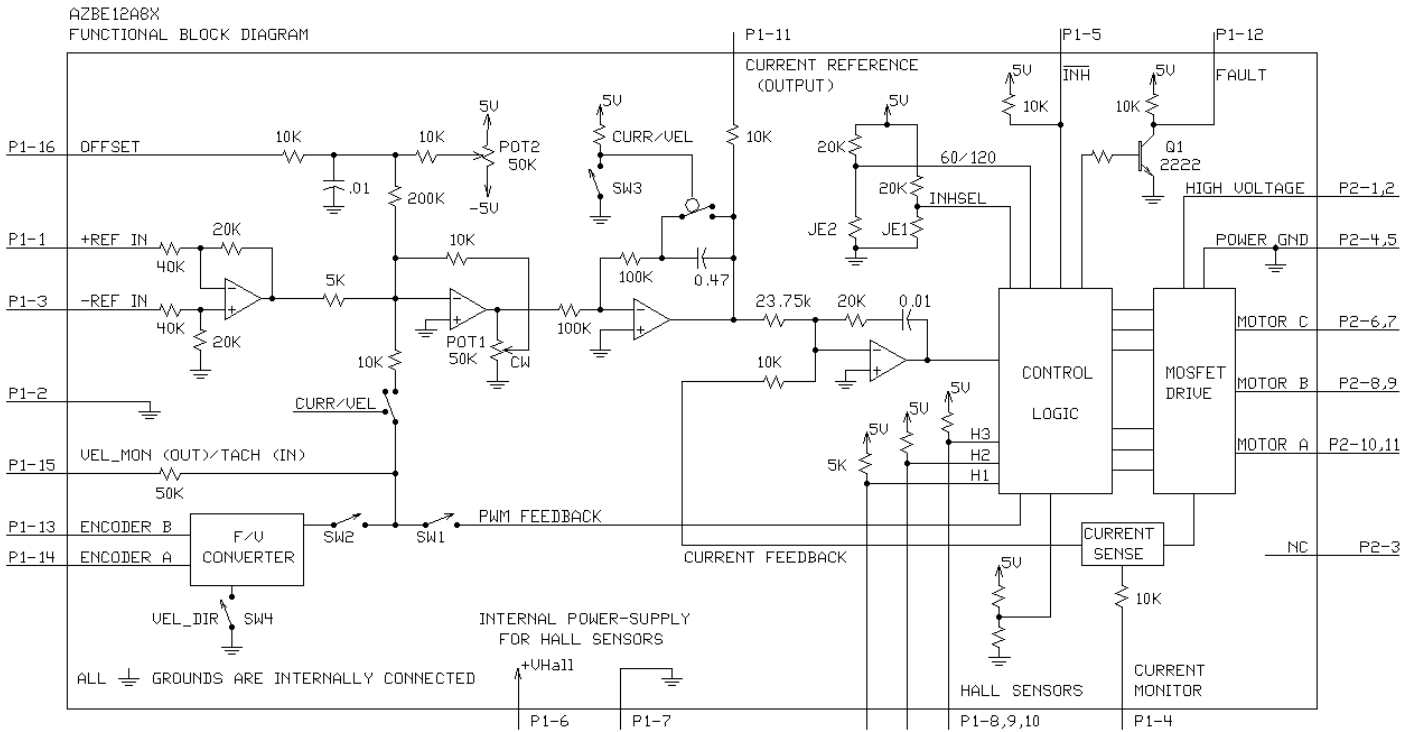 AZBE12A8X
FUNCTIONAL BLOCK DIAGRAM
P1-11
P1-5
P1-12
CURRENT REFERENCE
(OUTPUT)
5V
INH
10K
5V
FAULT
10K
Q1
2222
P1-16 OFFSET
10K
10K
5V
POT2
50K
-5V
.01
200K
5V
CURR/VEL
SW3
10K
5V
20K
60/120
20K
INHSEL
JE2
JE1
HIGH VOLTAGE P2-1,2
POWER GND P2-4,5
P1-1 +REF IN
20K
40K
P1-3 -REF IN
40K
20K
5K
10K
POT1
50K
CW
100K
100K
0.47
23.75k
20K
0.01
10K
CONTROL
LOGIC
MOSFET
DRIVE
MOTOR C P2-6,7
MOTOR B P2-8,9
MOTOR A P2-10,11
10K
CURR/VEL
P1-2
P1-15 VEL_MON (OUT)/TACH (IN)
50K
5V
5V
5V
5K
H3
H2
H1
P1-13 ENCODER B
P1-14 ENCODER A
F/V
CONVERTER
SW2
SW1
PWM FEEDBACK
CURRENT FEEDBACK
CURRENT
SENSE
NC P2-3
VEL_DIR
SW4
5V
10K
INTERNAL POWER-SUPPLY
FOR HALL SENSORS
+VHall
ALL GROUNDS ARE INTERNALLY CONNECTED
HALL SENSORS
CURRENT
MONITOR
P1-6
P1-7
P1-8,9,10
P1-4